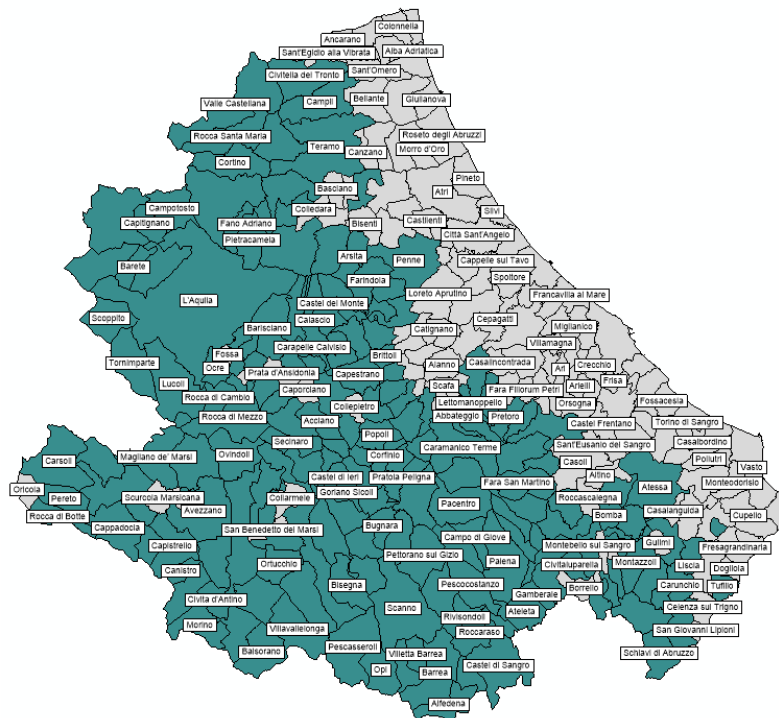 Colonnella
Ancarano
Sant'Egidio alla Vibrata
Alba Adriatica
Civitella del Tronto
Sant'Omero
Valle Castellana
Campli
Bellante
Giulianova
Rocca Santa Maria
Roseto degli Abruzzi
Teramo
Canzano
Morro d'Oro
Cortino
Basciano
Pineto
Atri
Campotosto
Colledara
Silvi
Capitignano
Fano Adriano
Bisenti
Castilenti
Pietracamela
Città Sant'Angelo
Arsita
Penne
Cappelle sul Tavo
Barete
Farindola
Spoltore
L'Aquila
Castel del Monte
Loreto Aprutino
Francavilla al Mare
Scoppito
Calascio
Cepagatti
Barisciano
Catignano
Miglianico
Villamagna
Carapelle Calvisio
Fossa
Brittoli
Tornimparte
Ocre
Alanno
Casalincontrada
Ari
Crecchio
Prata d'Ansidonia
Capestrano
Lucoli
Scafa
Fara Filiorum Petri
Arielli
Frisa
Rocca di Cambio
Caporciano
Lettomanoppello
Orsogna
Fossacesia
Collepietro
Rocca di Mezzo
Acciano
Abbateggio
Pretoro
Castel Frentano
Torino di Sangro
Popoli
Secinaro
Caramanico Terme
Sant'Eusanio del Sangro
Casalbordino
Magliano de' Marsi
Ovindoli
Corfinio
Pollutri
Carsoli
Casoli
Vasto
Castel di Ieri
Pratola Peligna
Altino
Oricola
Pereto
Scurcola Marsicana
Collarmele
Goriano Sicoli
Fara San Martino
Atessa
Monteodorisio
Pacentro
Roccascalegna
Rocca di Botte
Avezzano
Bomba
Casalanguida
Cupello
Cappadocia
San Benedetto dei Marsi
Bugnara
Campo di Giove
Capistrello
Montebello sul Sangro
Guilmi
Fresagrandinaria
Pettorano sul Gizio
Palena
Civitaluparella
Montazzoli
Liscia
Dogliola
Canistro
Ortucchio
Tufillo
Bisegna
Pescocostanzo
Carunchio
Gamberale
Borrello
Civita d'Antino
Scanno
Ateleta
Celenza sul Trigno
Rivisondoli
Morino
Villavallelonga
Roccaraso
San Giovanni Lipioni
Balsorano
Pescasseroli
Villetta Barrea
Schiavi di Abruzzo
Opi
Barrea
Castel di Sangro
Alfedena